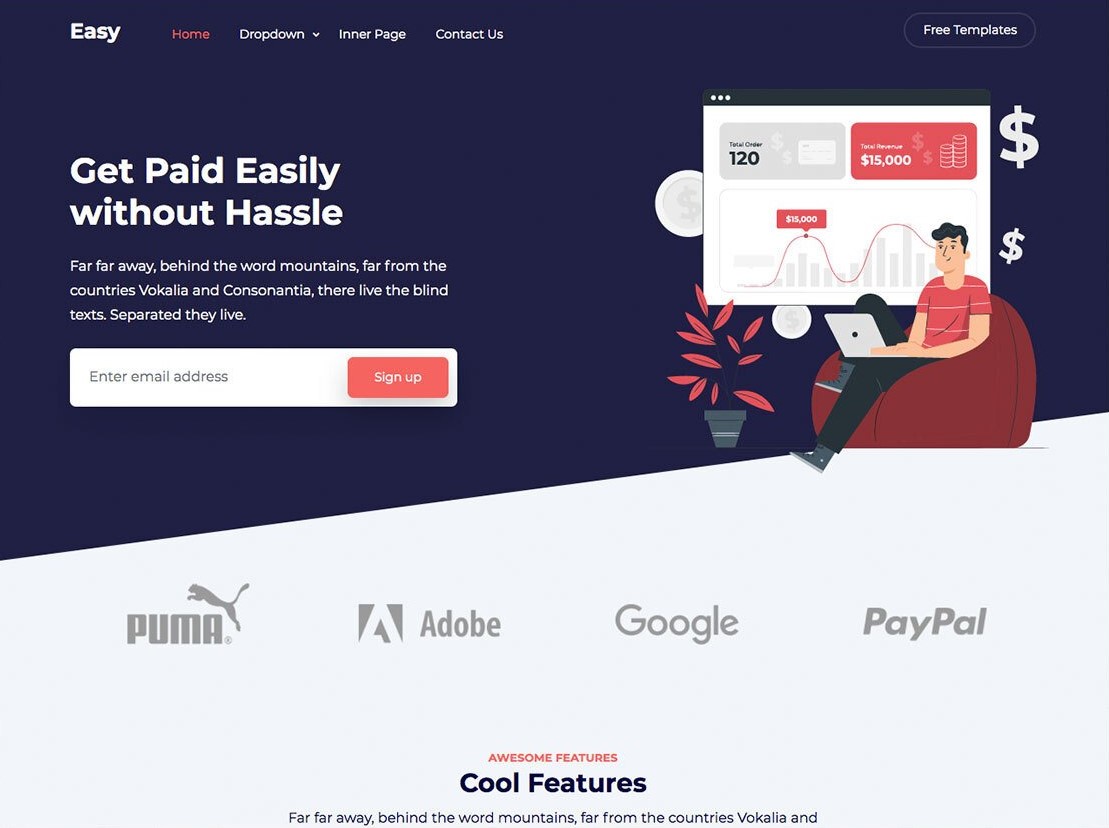 Easy
Home
Dropdown
Inner Page
Contact Us
Free Templates
Get Paid Easily
without Hassle
Far far away, behind the word mountains, far from the
countries Vokalia and Consonantia, there live the blind
texts. Separated they live.
Enter email address
Sign up
Total Order
120
Total Revenue
$15,000
$15,000
$
$
PUMA®
Adobe
Google
PayPal
AWESOME FEATURES
Cool Features
Far far away, behind the word mountains, far from the countries Vokalia and